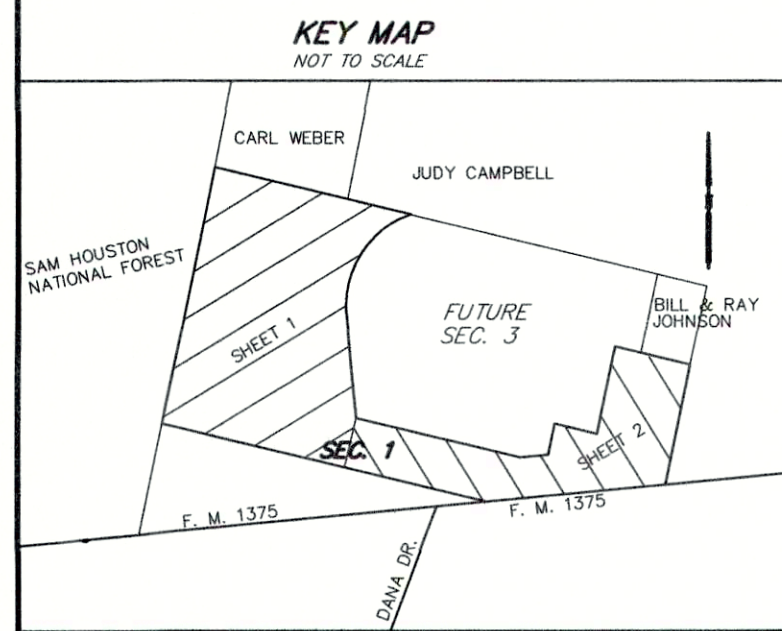 KEY MAP
NOT TO SCALE
CARL WEBER
JUDY CAMPBELL
SAM HOUSTON
NATIONAL FOREST
FUTURE
SEC. 3
BILL & RAY
JOHNSON
SHEET 1
SEC. 1
SHEET 2
F. M. 1375
F. M. 1375
DANA DR.